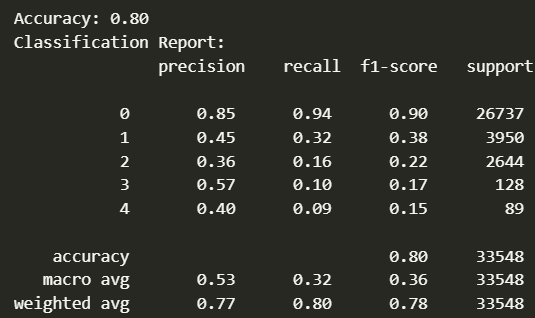 Accuracy: 0.80
Classification Report:
precision recall f1-score support
0 0.85 0.94 0.90 26737
1 0.45 0.32 0.38 3950
2 0.36 0.16 0.22 2644
3 0.57 0.10 0.17 128
4 0.40 0.09 0.15 89
accuracy 0.80 33548
macro avg 0.53 0.32 0.36 33548
weighted avg 0.77 0.80 0.78 33548